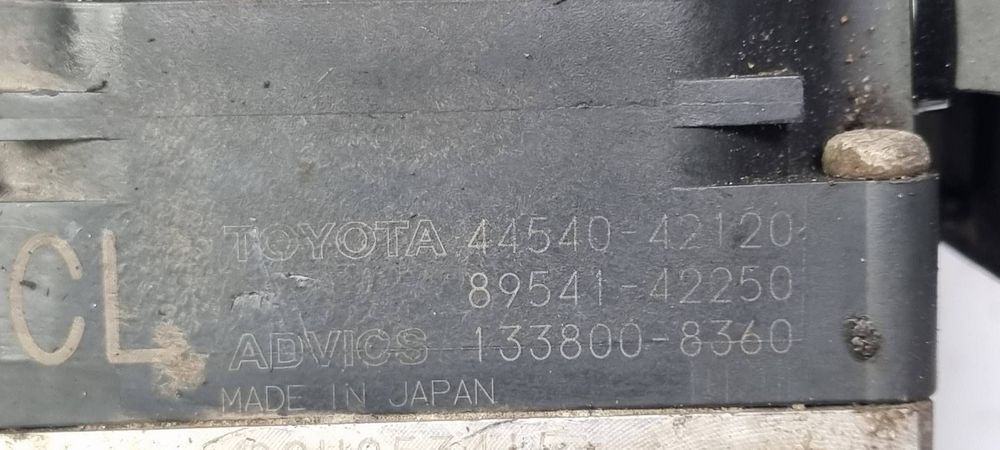 TOYOTA 44540-42120
89541-42250
CL
ADVICS 133800-8360
MADE IN JAPAN